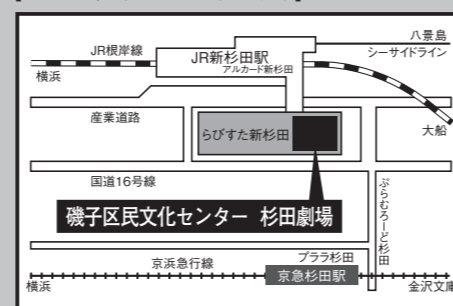 八景島
シーサイドライン
JR根岸線
JR新杉田駅
アルカード新杉田
横浜
大船
産業道路
らびすた新杉田
国道16号線
ぷらむろーど杉田
磯子区民文化センター 杉田劇場
プララ杉田
京浜急行線
京急杉田駅
横浜
金沢文庫